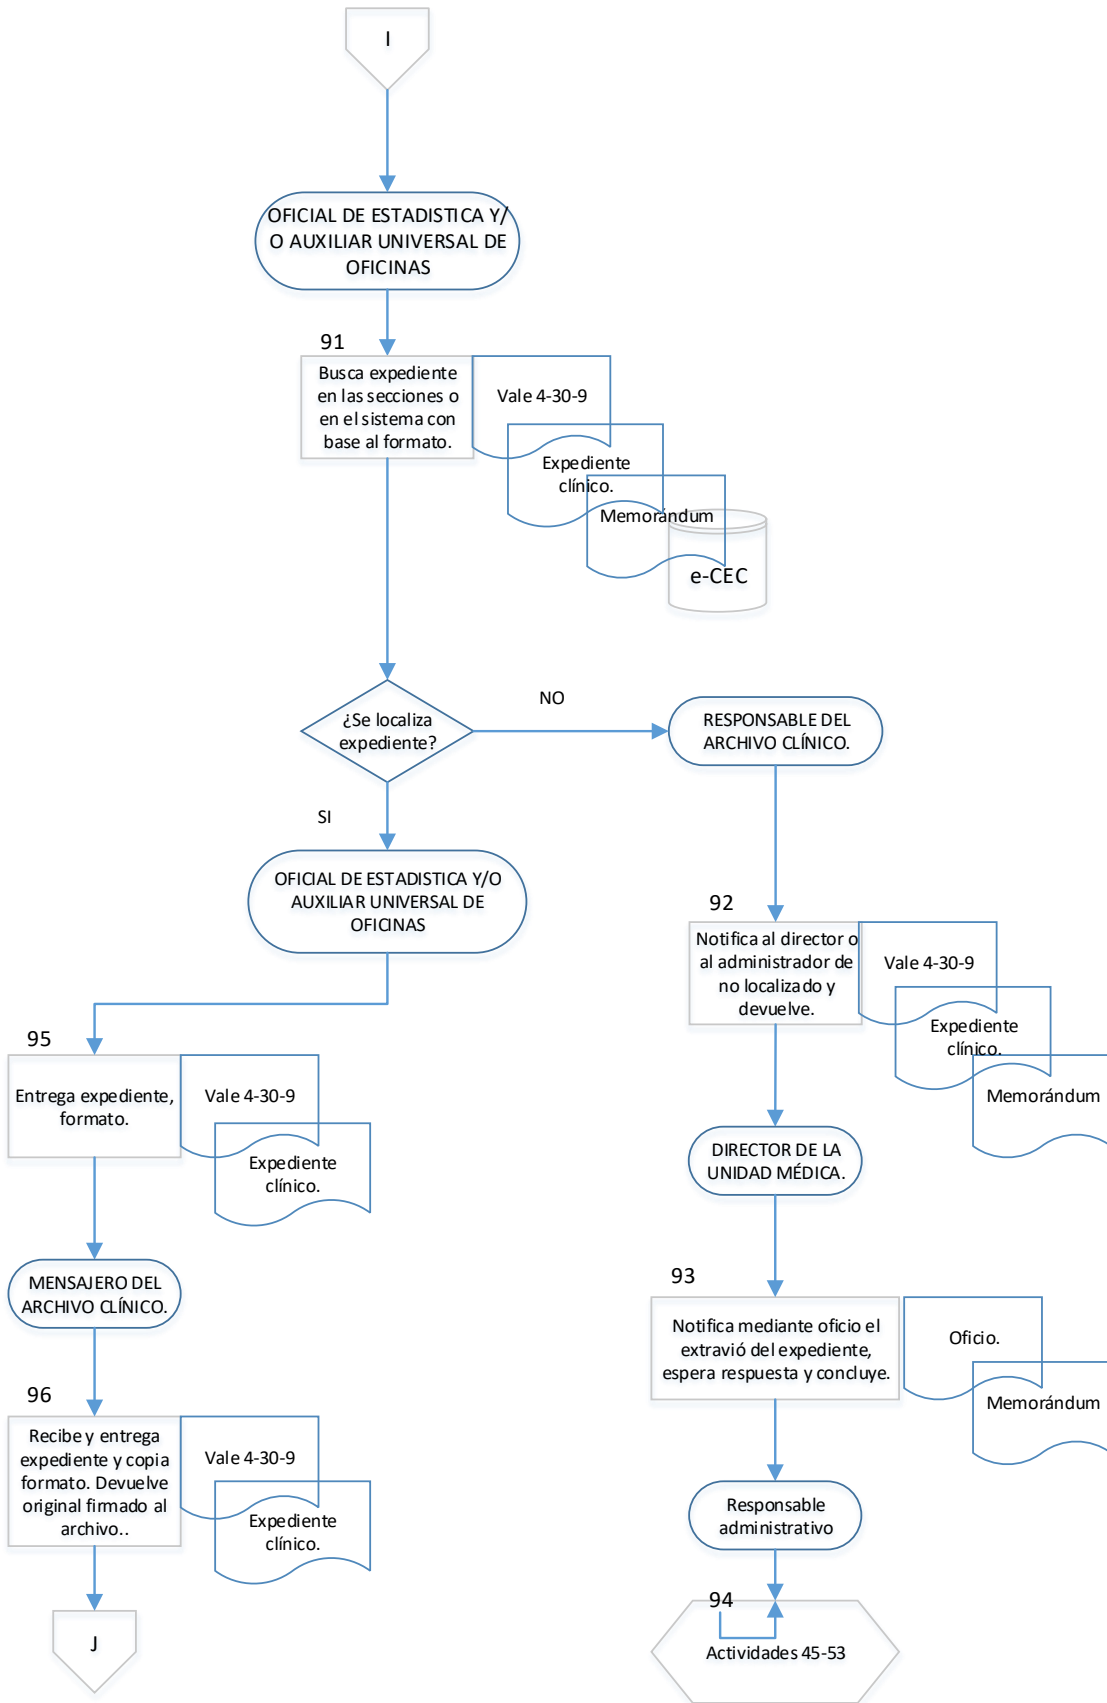 I
OFICIAL DE ESTADISTICA Y/
O AUXILIAR UNIVERSAL DE
OFICINAS
91
Busca expediente
en las secciones o
en el sistema con
base al formato.
Vale 4-30-9
Expediente
clínico.
Memorándum
e-CEC
¿Se localiza
expediente?
NO
RESPONSABLE DEL
ARCHIVO CLÍNICO.
SI
OFICIAL DE ESTADISTICA Y/O
AUXILIAR UNIVERSAL DE
OFICINAS
92
Notifica al director o
al administrador de
no localizado y
devuelve.
Vale 4-30-9
Expediente
clínico.
Memorándum
95
Entrega expediente,
formato.
Vale 4-30-9
Expediente
clínico.
DIRECTOR DE LA
UNIDAD MÉDICA.
MENSAJERO DEL
ARCHIVO CLÍNICO.
93
Notifica mediante oficio el
extravió del expediente,
espera respuesta y concluye.
Oficio.
Memorándum
96
Recibe y entrega
expediente y copia
formato. Devuelve
original firmado al
archivo..
Vale 4-30-9
Expediente
clínico.
Responsable
administrativo
94
Actividades 45-53
J